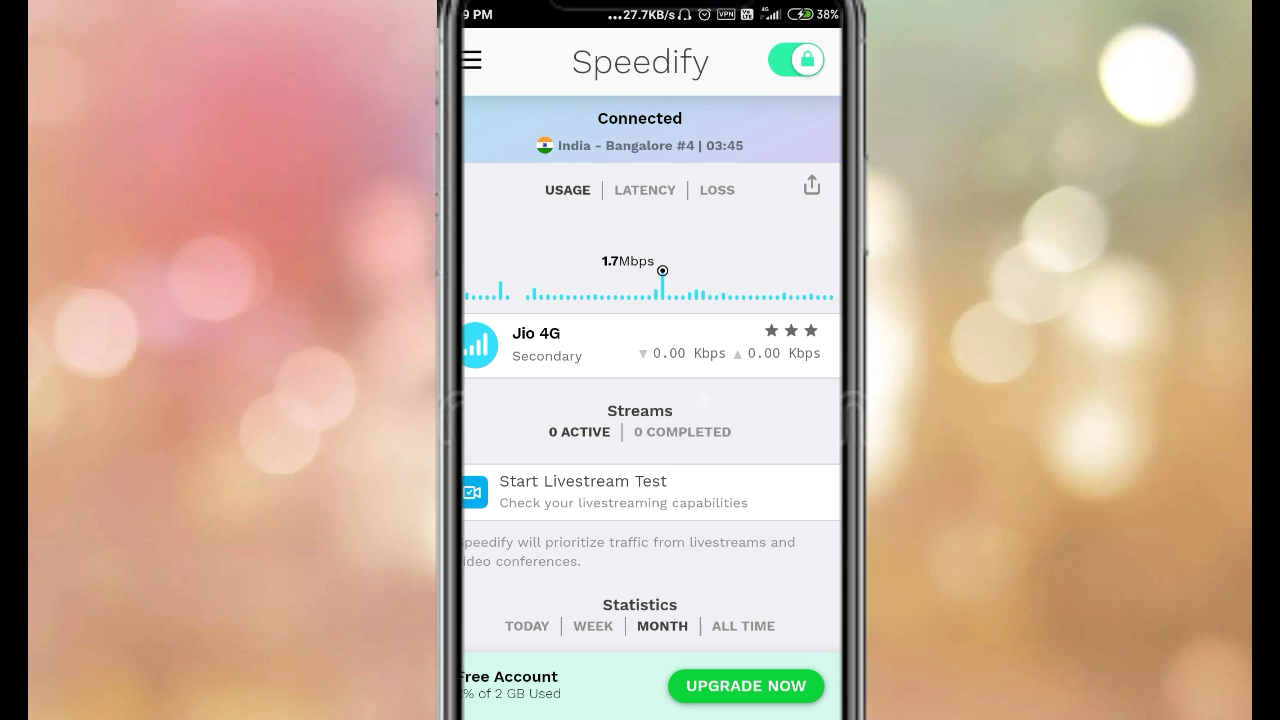 9 PM ...27.7KB/s VPN 4G 38%
Speedify
Connected
India - Bangalore #4 | 03:45
USAGE | LATENCY | LOSS
1.7Mbps
Jio 4G
Secondary ▼ 0.00 Kbps ▲ 0.00 Kbps
Streams
0 ACTIVE | 0 COMPLETED
Start Livestream Test
Check your livestreaming capabilities
peedify will prioritize traffic from livestreams and
ideo conferences.
Statistics
TODAY | WEEK | MONTH | ALL TIME
Free Account
% of 2 GB Used
UPGRADE NOW